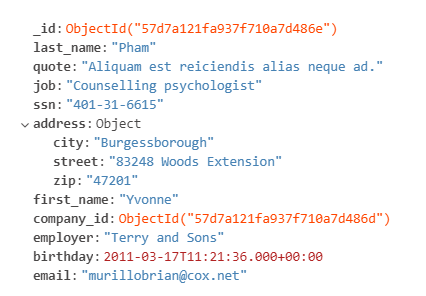 _id: ObjectId("57d7a121fa937f710a7d486e")
last_name: "Pham"
quote: "Aliquam est reiciendis alias neque ad."
job: "Counselling psychologist"
ssn: "401-31-6615"
address: Object
city: "Burgessborough"
street: "83248 Woods Extension"
zip: "47201"
first_name: "Yvonne"
company_id: ObjectId("57d7a121fa937f710a7d486d")
employer: "Terry and Sons"
birthday: 2011-03-17T11:21:36.000+00:00
email: "murillobrian@cox.net"